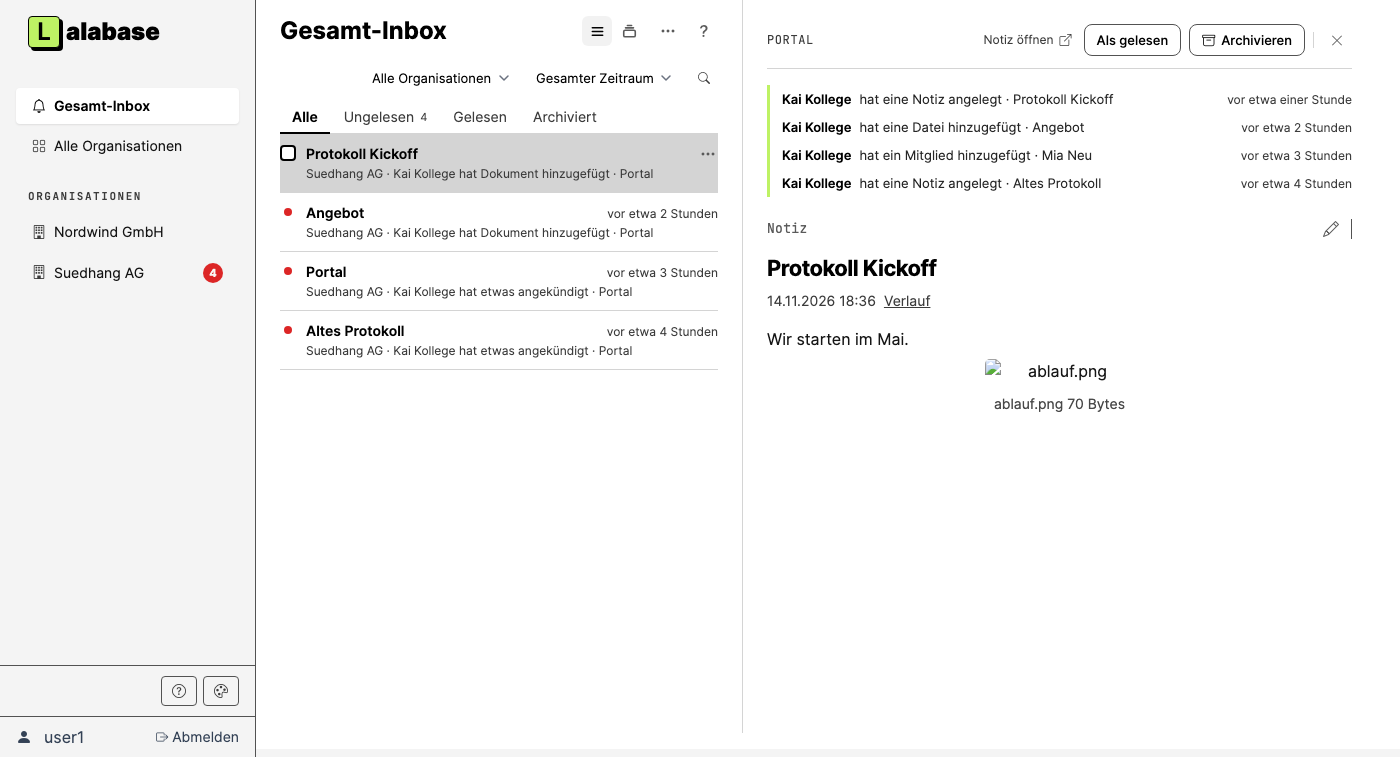 Lalabase
Gesamt-Inbox
Alle Organisationen
ORGANISATIONEN
Nordwind GmbH
Suedhang AG 4
user1 Abmelden
Gesamt-Inbox ?
Alle Organisationen Gesamter Zeitraum
Alle Ungelesen 4 Gelesen Archiviert
Protokoll Kickoff
Suedhang AG · Kai Kollege hat Dokument hinzugefügt · Portal
Angebot vor etwa 2 Stunden
Suedhang AG · Kai Kollege hat Dokument hinzugefügt · Portal
Portal vor etwa 3 Stunden
Suedhang AG · Kai Kollege hat etwas angekündigt · Portal
Altes Protokoll vor etwa 4 Stunden
Suedhang AG · Kai Kollege hat etwas angekündigt · Portal
PORTAL Notiz öffnen Als gelesen Archivieren
Kai Kollege hat eine Notiz angelegt · Protokoll Kickoff vor etwa einer Stunde
Kai Kollege hat eine Datei hinzugefügt · Angebot vor etwa 2 Stunden
Kai Kollege hat ein Mitglied hinzugefügt · Mia Neu vor etwa 3 Stunden
Kai Kollege hat eine Notiz angelegt · Altes Protokoll vor etwa 4 Stunden
Notiz
Protokoll Kickoff
14.11.2026 18:36 Verlauf
Wir starten im Mai.
ablauf.png
ablauf.png 70 Bytes